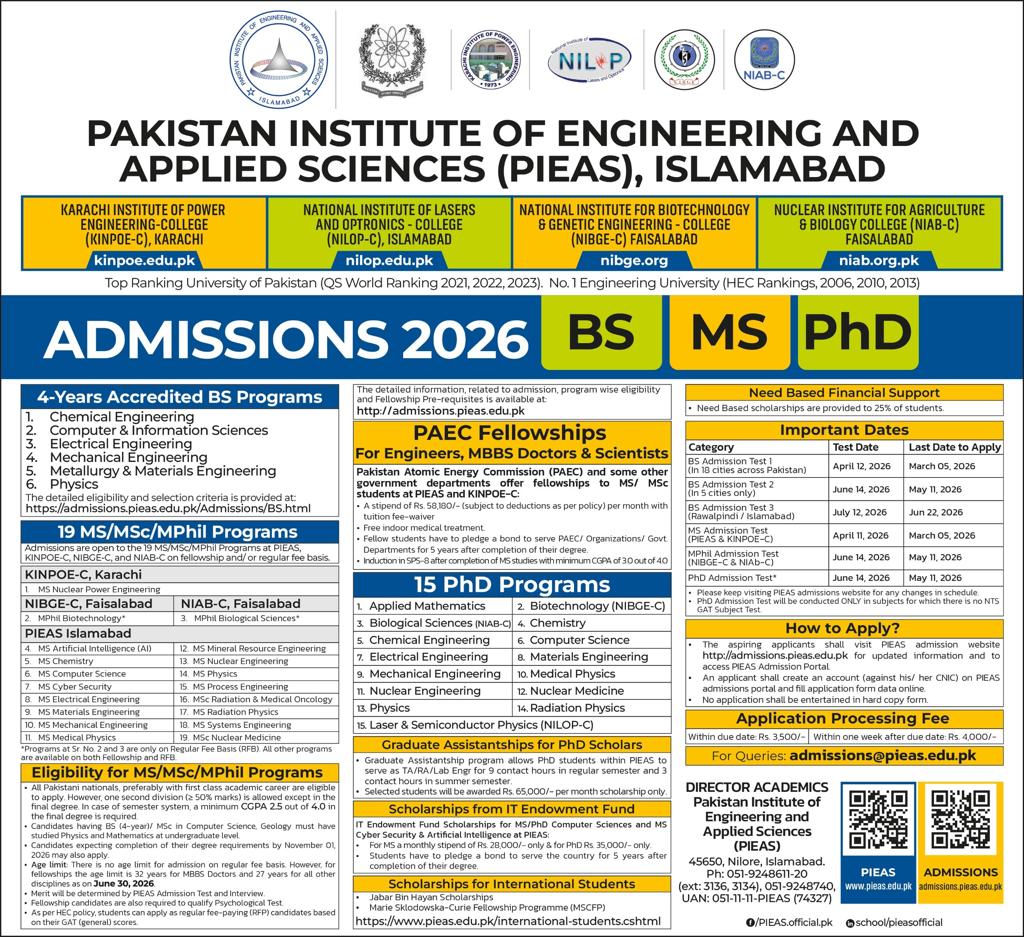 PAKISTAN INSTITUTE OF ENGINEERING AND APPLIED SCIENCES
ISLAMABAD
KARACHI INSTITUTE OF POWER ENGINEERING
1973
National Institute of
NILOP
Lasers and Optronics
NIAB-C
PAKISTAN INSTITUTE OF ENGINEERING AND
APPLIED SCIENCES (PIEAS), ISLAMABAD
KARACHI INSTITUTE OF POWER
ENGINEERING-COLLEGE
(KINPOE-C), KARACHI
kinpoe.edu.pk
NATIONAL INSTITUTE OF LASERS
AND OPTRONICS - COLLEGE
(NILOP-C), ISLAMABAD
nilop.edu.pk
NATIONAL INSTITUTE FOR BIOTECHNOLOGY
& GENETIC ENGINEERING - COLLEGE
(NIBGE-C) FAISALABAD
nibge.org
NUCLEAR INSTITUTE FOR AGRICULTURE
& BIOLOGY COLLEGE (NIAB-C)
FAISALABAD
niab.org.pk
Top Ranking University of Pakistan (QS World Ranking 2021, 2022, 2023). No. 1 Engineering University (HEC Rankings, 2006, 2010, 2013)
ADMISSIONS 2026 BS MS PhD
4-Years Accredited BS Programs
1. Chemical Engineering
2. Computer & Information Sciences
3. Electrical Engineering
4. Mechanical Engineering
5. Metallurgy & Materials Engineering
6. Physics
The detailed eligibility and selection criteria is provided at:
https://admissions.pieas.edu.pk/Admissions/BS.html
19 MS/MSc/MPhil Programs
Admissions are open to the 19 MS/MSc/MPhil Programs at PIEAS,
KINPOE-C, NIBGE-C, and NIAB-C on fellowship and/ or regular fee basis.
KINPOE-C, Karachi
1. MS Nuclear Power Engineering
NIBGE-C, Faisalabad NIAB-C, Faisalabad
2. MPhil Biotechnology* 3. MPhil Biological Sciences*
PIEAS Islamabad
4. MS Artificial Intelligence (AI) 12. MS Mineral Resource Engineering
5. MS Chemistry 13. MS Nuclear Engineering
6. MS Computer Science 14. MS Physics
7. MS Cyber Security 15. MS Process Engineering
8. MS Electrical Engineering 16. MSc Radiation & Medical Oncology
9. MS Materials Engineering 17. MS Radiation Physics
10. MS Mechanical Engineering 18. MS Systems Engineering
11. MS Medical Physics 19. MSc Nuclear Medicine
*Programs at Sr. No. 2 and 3 are only on Regular Fee Basis (RFB). All other programs
are available on both Fellowship and RFB.
Eligibility for MS/MSc/MPhil Programs
• All Pakistani nationals, preferably with first class academic career are eligible
to apply. However, one second division (≥ 50% marks) is allowed except in the
final degree. In case of semester system, a minimum CGPA 2.5 out of 4.0 in
the final degree is required.
• Candidates having BS (4-year)/ MSc in Computer Science, Geology must have
studied Physics and Mathematics at undergraduate level.
• Candidates expecting completion of their degree requirements by November 01,
2026 may also apply.
• Age limit: There is no age limit for admission on regular fee basis. However, for
fellowships the age limit is 32 years for MBBS Doctors and 27 years for all other
disciplines as on June 30, 2026.
• Merit will be determined by PIEAS Admission Test and Interview.
• Fellowship candidates are also required to qualify Psychological Test.
• As per HEC policy, students can apply as regular fee-paying (RFP) candidates based
on their GAT (general) scores.
The detailed information, related to admission, program wise eligibility
and Fellowship Pre-requisites is available at:
http://admissions.pieas.edu.pk
PAEC Fellowships
For Engineers, MBBS Doctors & Scientists
Pakistan Atomic Energy Commission (PAEC) and some other
government departments offer fellowships to MS/ MSc
students at PIEAS and KINPOE-C:
• A stipend of Rs. 58,180/- (subject to deductions as per policy) per month with
tuition fee-waiver
• Free indoor medical treatment.
• Fellow students have to pledge a bond to serve PAEC/ Organizations/ Govt.
Departments for 5 years after completion of their degree.
• Induction in SPS-8 after completion of MS studies with minimum CGPA of 3.0 out of 4.0
15 PhD Programs
1. Applied Mathematics 2. Biotechnology (NIBGE-C)
3. Biological Sciences (NIAB-C) 4. Chemistry
5. Chemical Engineering 6. Computer Science
7. Electrical Engineering 8. Materials Engineering
9. Mechanical Engineering 10. Medical Physics
11. Nuclear Engineering 12. Nuclear Medicine
13. Physics 14. Radiation Physics
15. Laser & Semiconductor Physics (NILOP-C)
Graduate Assistantships for PhD Scholars
• Graduate Assistantship program allows PhD students within PIEAS to
serve as TA/RA/Lab Engr for 9 contact hours in regular semester and 3
contact hours in summer semester.
• Selected students will be awarded Rs. 65,000/- per month scholarship only.
Scholarships from IT Endowment Fund
IT Endowment Fund Scholarships for MS/PhD Computer Sciences and MS
Cyber Security & Artificial Intelligence at PIEAS:
• For MS a monthly stipend of Rs. 28,000/- only & for PhD Rs. 35,000/- only.
• Students have to pledge a bond to serve the country for 5 years after
completion of their degree.
Scholarships for International Students
• Jabar Bin Hayan Scholarships
• Marie Sklodowska-Curie Fellowship Programme (MSCFP)
https://www.pieas.edu.pk/international-students.cshtml
Need Based Financial Support
• Need Based scholarships are provided to 25% of students.
Important Dates
Category Test Date Last Date to Apply
BS Admission Test 1
(In 18 cities across Pakistan) April 12, 2026 March 05, 2026
BS Admission Test 2
(In 5 cities only) June 14, 2026 May 11, 2026
BS Admission Test 3
(Rawalpindi / Islamabad) July 12, 2026 Jun 22, 2026
MS Admission Test
(PIEAS & KINPOE-C) April 11, 2026 March 05, 2026
MPhil Admission Test
(NIBGE-C & NIAb-C) June 14, 2026 May 11, 2026
PhD Admission Test* June 14, 2026 May 11, 2026
• Please keep visiting PIEAS admissions website for any changes in schedule.
• PhD Admission Test will be conducted ONLY in subjects for which there is no NTS
GAT Subject Test.
How to Apply?
• The aspiring applicants shall visit PIEAS admission website
http://admissions.pieas.edu.pk for updated information and to
access PIEAS Admission Portal.
• An applicant shall create an account (against his/ her CNIC) on PIEAS
admissions portal and fill application form data online.
• No application shall be entertained in hard copy form.
Application Processing Fee
Within due date: Rs. 3,500/- Within one week after due date: Rs. 4,000/-
For Queries: admissions@pieas.edu.pk
DIRECTOR ACADEMICS
Pakistan Institute of
Engineering and
Applied Sciences
(PIEAS)
45650, Nilore, Islamabad.
Ph: 051-9248611-20
(ext: 3136, 3134), 051-9248740,
UAN: 051-11-11-PIEAS (74327)
PIEAS
www.pieas.edu.pk
ADMISSIONS
admissions.pieas.edu.pk
/PIEAS.official.pk school/pieasofficial